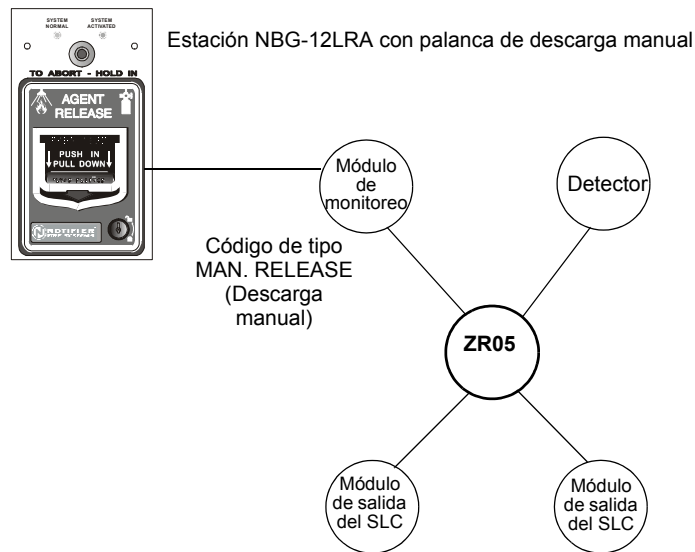 SYSTEM
NORMAL
SYSTEM
ACTIVATED
Estación NBG-12LRA con palanca de descarga manual
TO ABORT - HOLD IN
AGENT
RELEASE
PUSH IN
PULL DOWN
NOTIFIER
Módulo
de
monitoreo
Detector
Código de tipo
MAN. RELEASE
(Descarga
manual)
ZR05
Módulo
de salida
del SLC
Módulo
de salida
del SLC